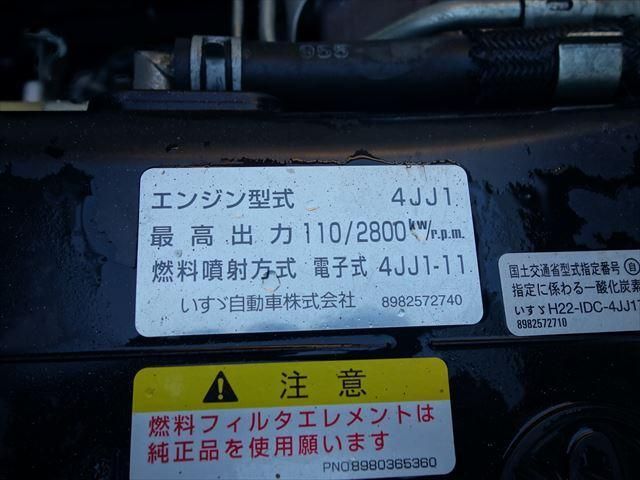 955
エンジン型式 4JJ1
最高出力 110/2800kW/r.p.m.
燃料噴射方式 電子式 4JJ1-11
いすゞ自動車株式会社 8982572740
国土交通省型式指定番号 自
指定に係わる一酸化炭素
いすゞH22-IDC-4JJ1
8982572710
注意
燃料フィルタエレメントは
純正品を使用願います
PNO8980365360